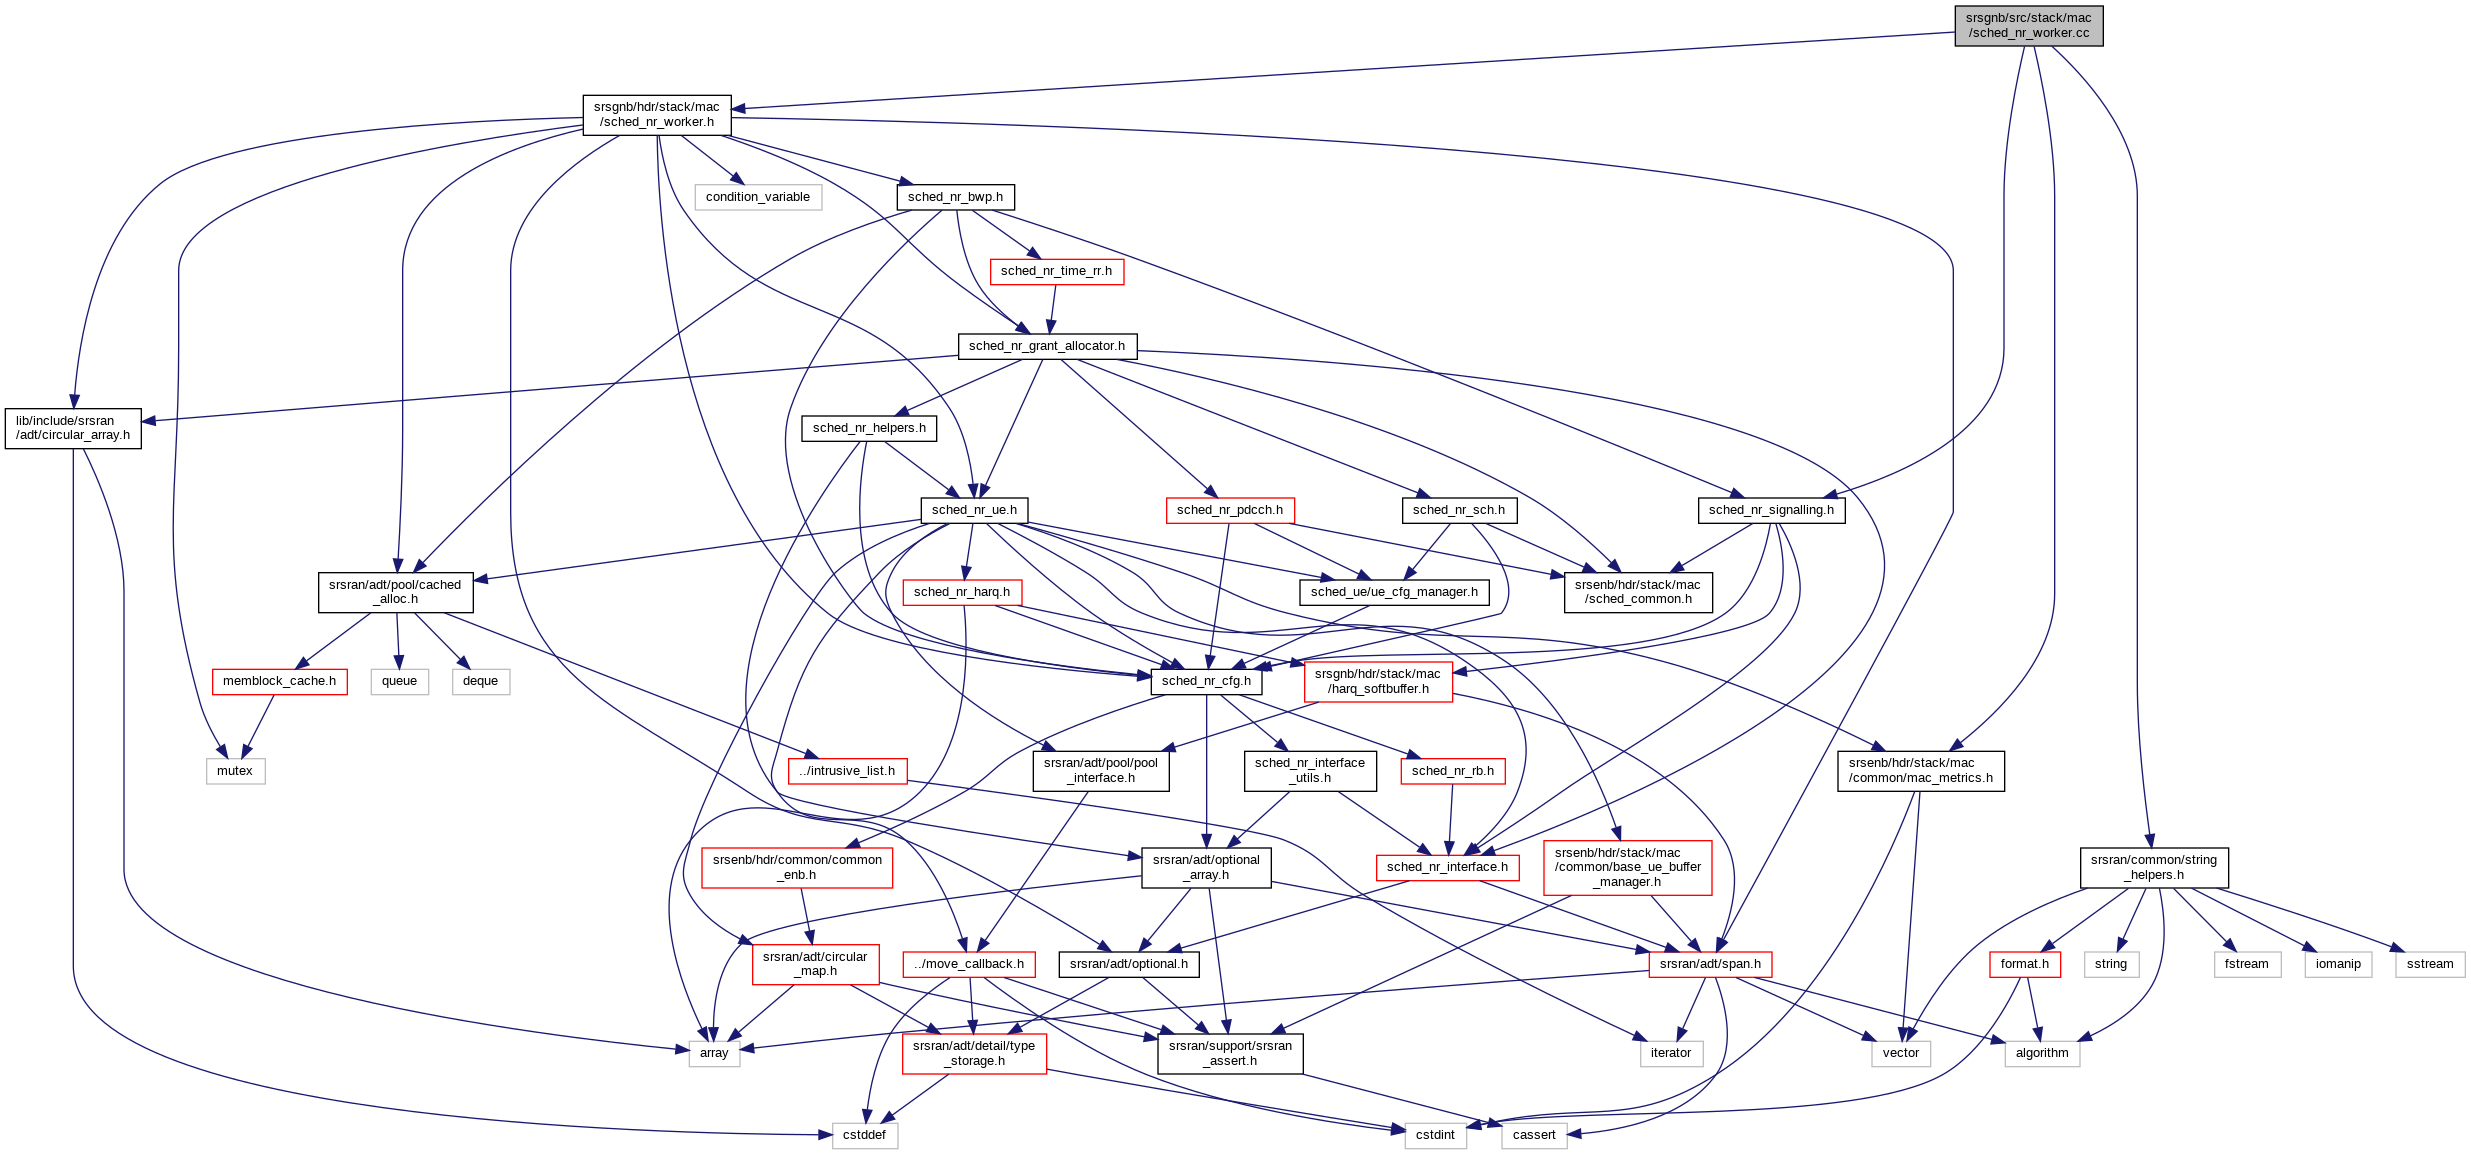 srsgnb/src/stack/mac
/sched_nr_worker.cc
srsgnb/hdr/stack/mac
/sched_nr_worker.h
condition_variable
sched_nr_bwp.h
sched_nr_time_rr.h
sched_nr_grant_allocator.h
lib/include/srsran
/adt/circular_array.h
sched_nr_helpers.h
sched_nr_ue.h
sched_nr_pdcch.h
sched_nr_sch.h
sched_nr_signalling.h
srsran/adt/pool/cached
_alloc.h
sched_nr_harq.h
sched_ue/ue_cfg_manager.h
srsenb/hdr/stack/mac
/sched_common.h
memblock_cache.h
queue
deque
sched_nr_cfg.h
srsgnb/hdr/stack/mac
/harq_softbuffer.h
mutex
../intrusive_list.h
srsran/adt/pool/pool
_interface.h
sched_nr_interface
_utils.h
sched_nr_rb.h
srsenb/hdr/stack/mac
/common/mac_metrics.h
srsenb/hdr/common/common
_enb.h
srsran/adt/optional
_array.h
sched_nr_interface.h
srsenb/hdr/stack/mac
/common/base_ue_buffer
_manager.h
srsran/common/string
_helpers.h
srsran/adt/circular
_map.h
../move_callback.h
srsran/adt/optional.h
srsran/adt/span.h
format.h
string
fstream
iomanip
sstream
array
srsran/adt/detail/type
_storage.h
srsran/support/srsran
_assert.h
iterator
vector
algorithm
cstddef
cstdint
cassert